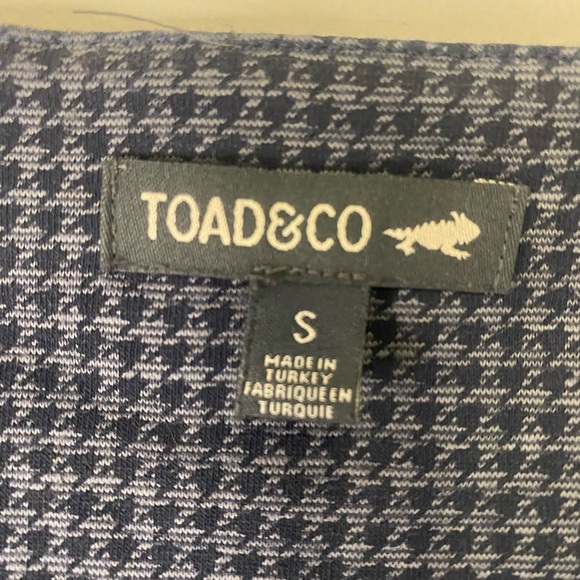 TOAD&CO
S
MADE IN
TURKEY
FABRIQUE EN
TURQUIE